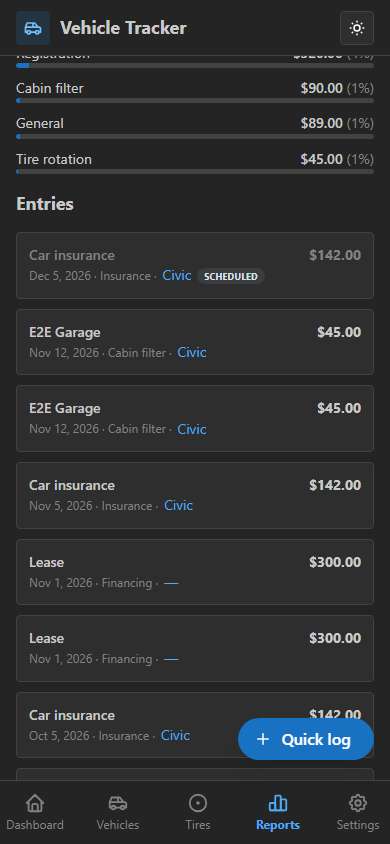 Vehicle Tracker
Registration
Cabin filter $90.00 (1%)
General $89.00 (1%)
Tire rotation $45.00 (1%)
Entries
Car insurance $142.00
Dec 5, 2026 · Insurance · Civic SCHEDULED
E2E Garage $45.00
Nov 12, 2026 · Cabin filter · Civic
E2E Garage $45.00
Nov 12, 2026 · Cabin filter · Civic
Car insurance $142.00
Nov 5, 2026 · Insurance · Civic
Lease $300.00
Nov 1, 2026 · Financing · —
Lease $300.00
Nov 1, 2026 · Financing · —
Car insurance $142.00
Oct 5, 2026 · Insurance · Civic
+ Quick log
Dashboard Vehicles Tires Reports Settings